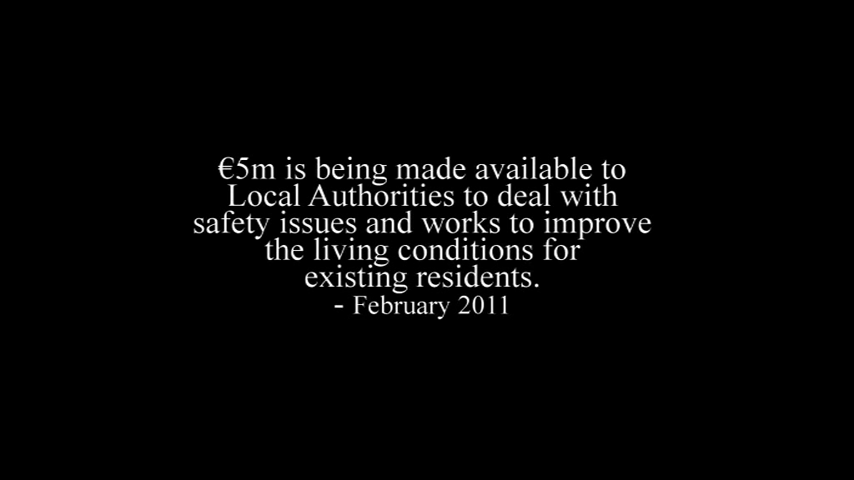 €5m is being made available to
Local Authorities to deal with
safety issues and works to improve
the living conditions for
existing residents.
- February 2011